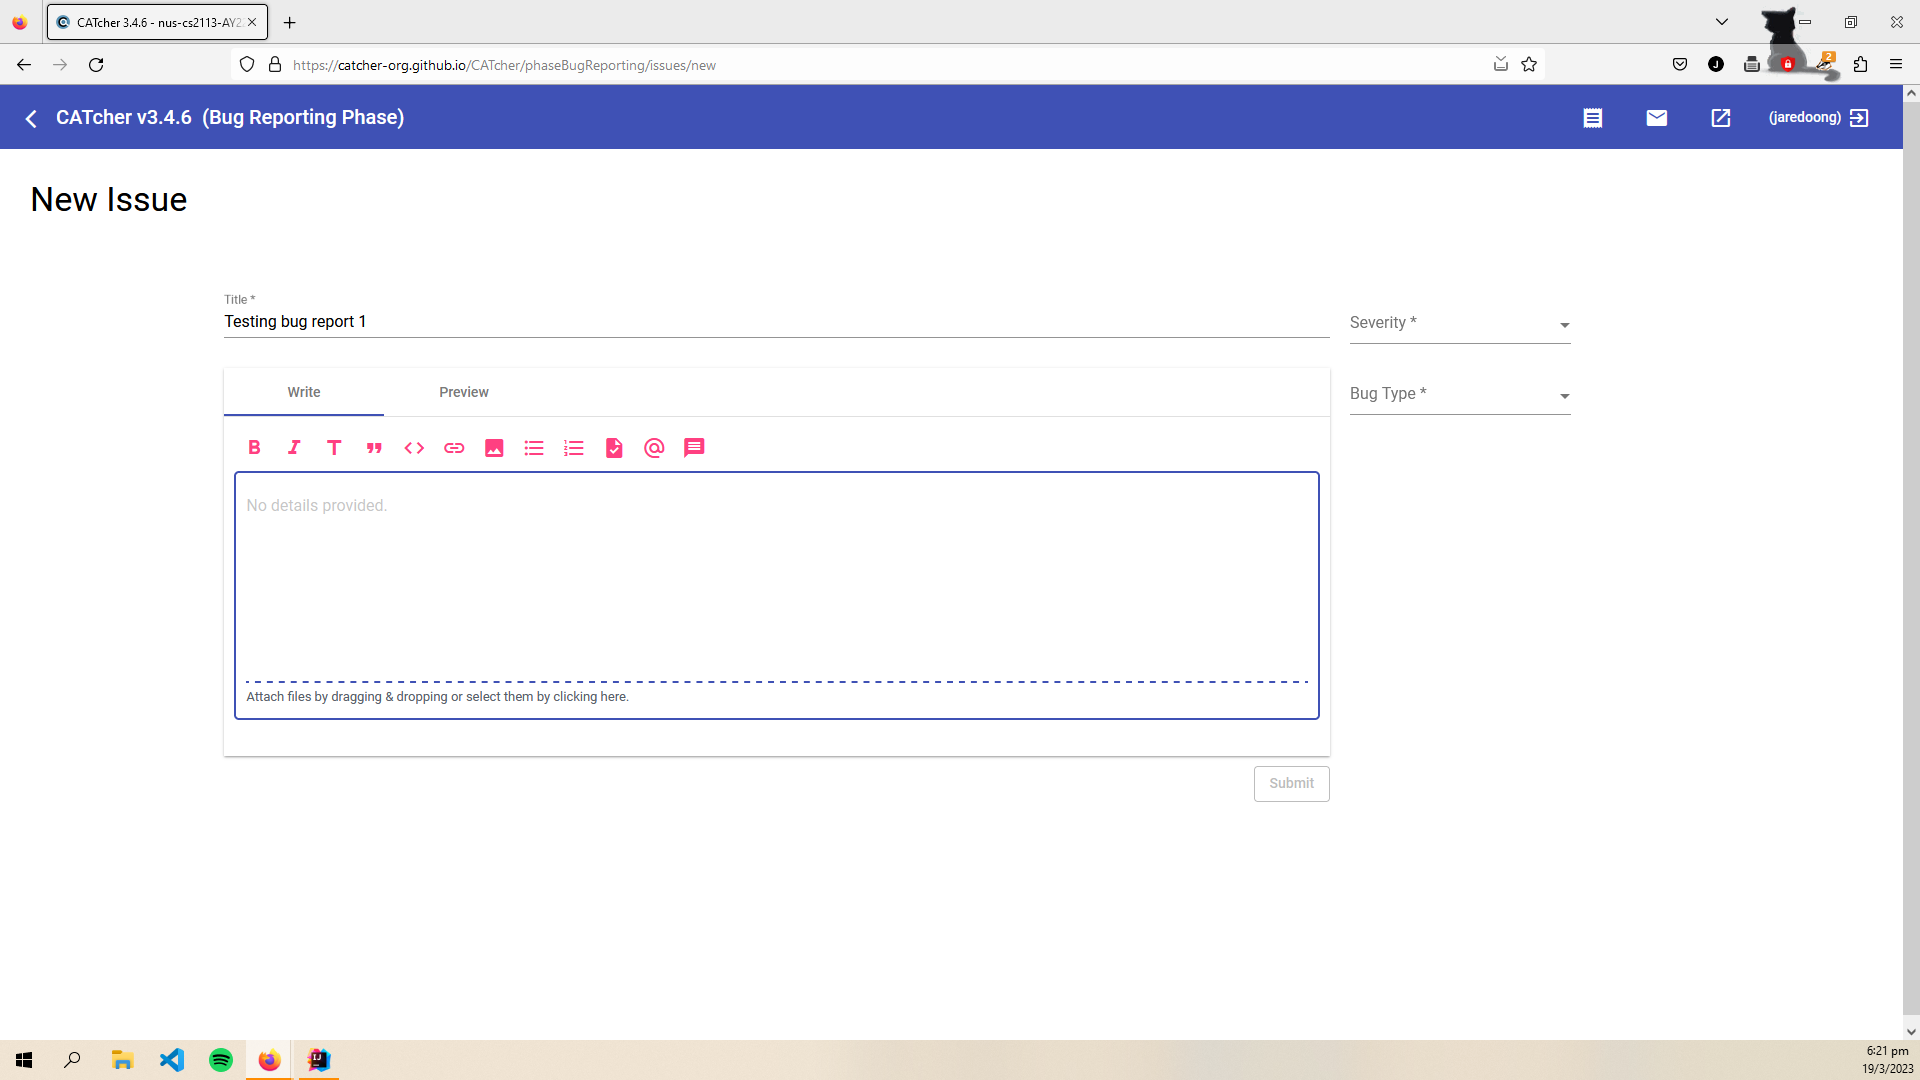 CATcher 3.4.6 - nus-cs2113-AY2
https://catcher-org.github.io/CATcher/phaseBugReporting/issues/new
J
2
CATcher v3.4.6 (Bug Reporting Phase)
(jaredoong)
New Issue
Title *
Testing bug report 1
Severity *
Write
Preview
Bug Type *
No details provided.
Attach files by dragging & dropping or select them by clicking here.
Submit
IJ
6:21 pm
19/3/2023